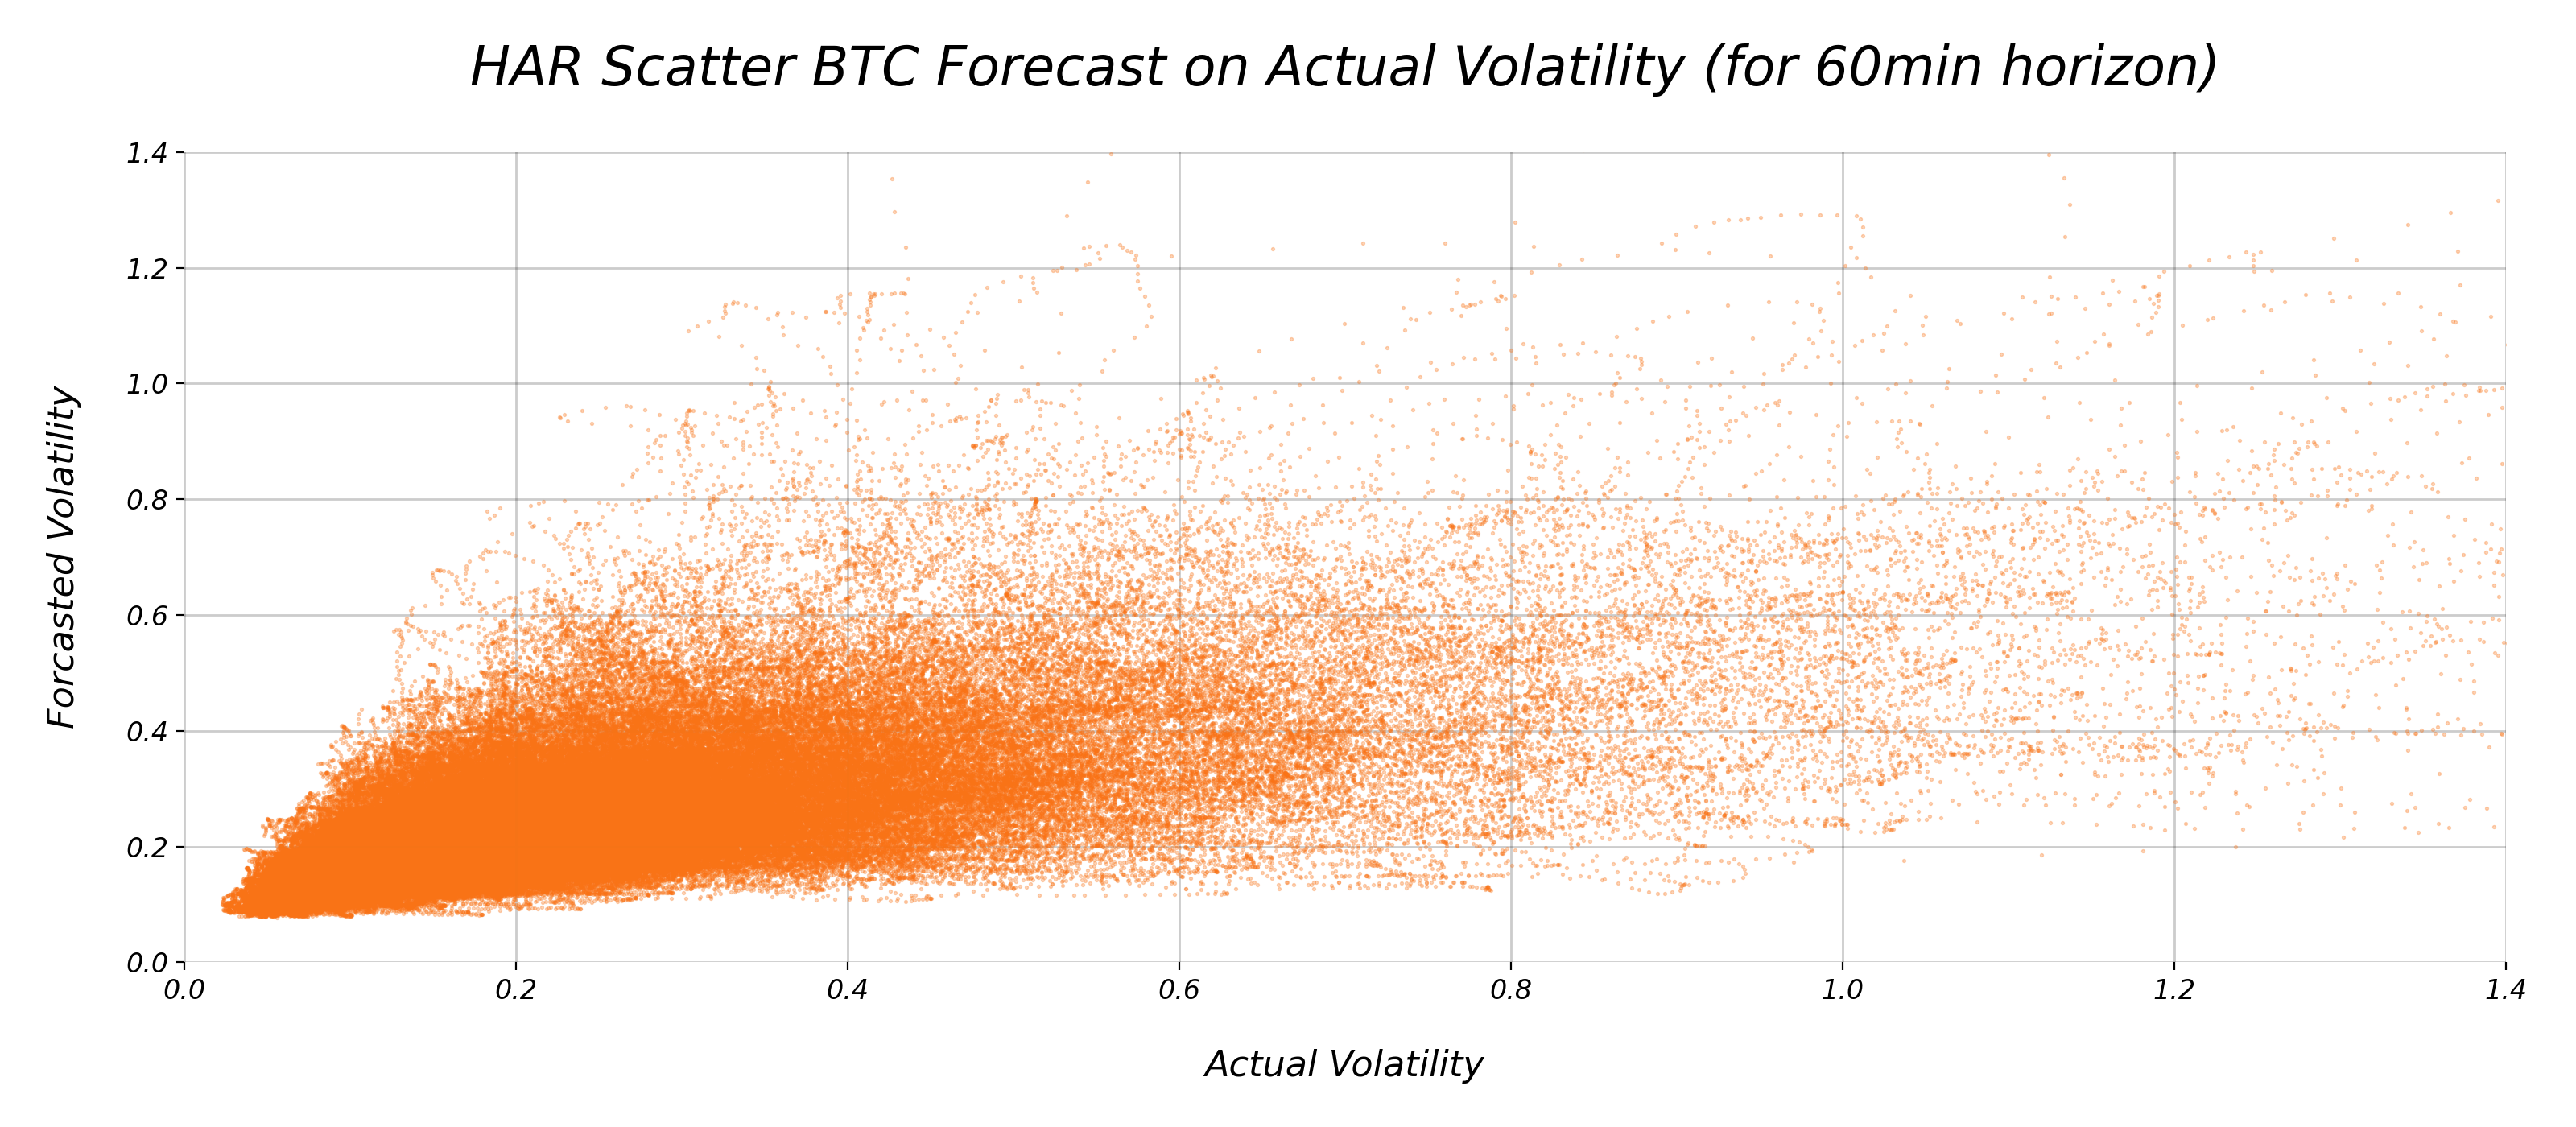 HAR Scatter BTC Forecast on Actual Volatility (for 60min horizon)
1.4
1.2
1.0
0.8
0.6
0.4
0.2
0.0
Forcasted Volatility
0.0 0.2 0.4 0.6 0.8 1.0 1.2 1.4
Actual Volatility